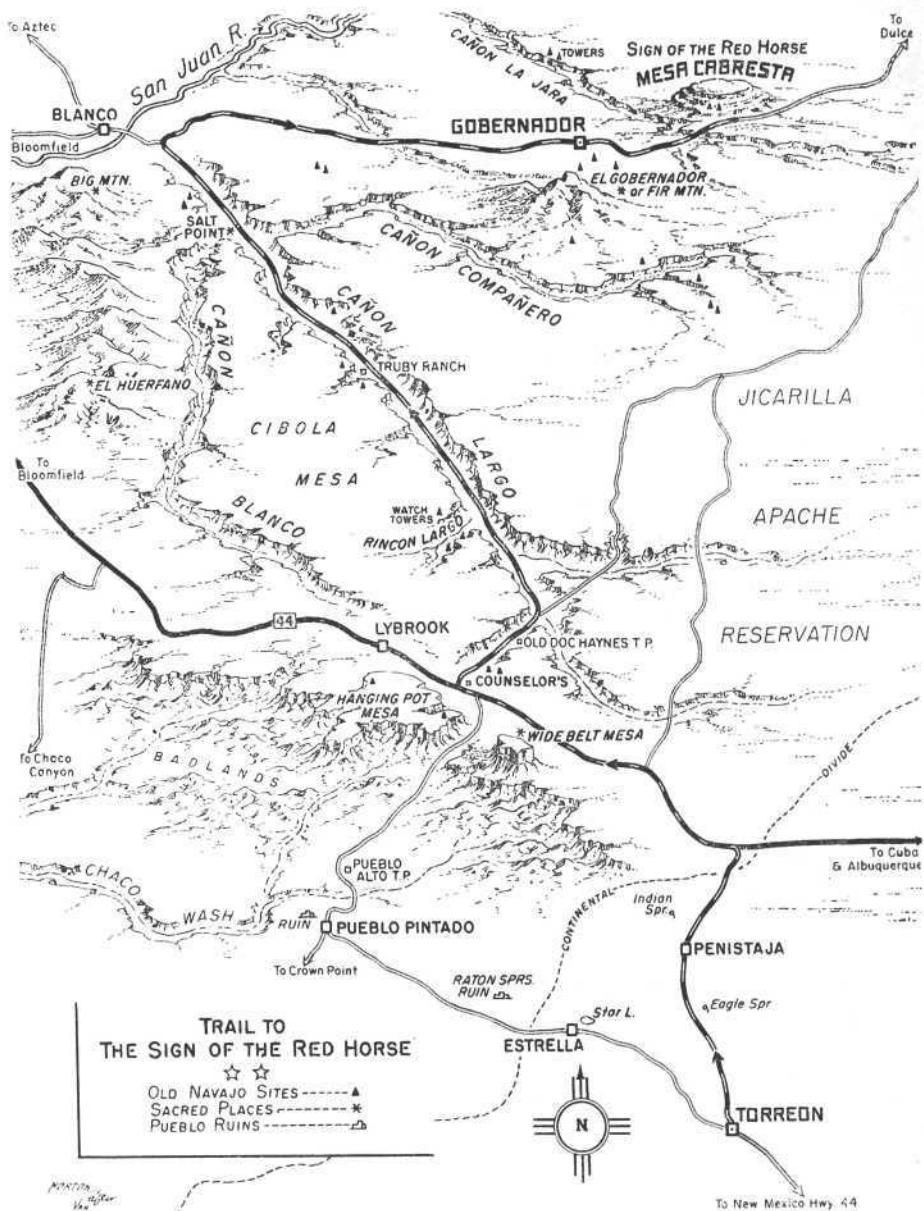 To Aztec
San Juan R.
CAÑON LA JARA
TOWERS
SIGN OF THE RED HORSE
MESA CABRESTA
To
Dulce
BLANCO
Bloomfield
GOBERNADOR
BIG MTN.
EL GOBERNADOR
or FIR MTN.
SALT
POINT
CAÑON COMPAÑERO
CAÑON
CAÑON
TRUBY RANCH
EL HUERFANO
JICARILLA
CIBOLA
MESA
LARGO
To
Bloomfield
BLANCO
WATCH
TOWERS
RINCON LARGO
APACHE
44
LYBROOK
OLD DOC HAYNES T.P.
RESERVATION
COUNSELOR'S
HANGING POT
MESA
WIDE BELT MESA
To Chaco
Canyon
BADLANDS
DIVIDE
To Cuba
& Albuquerque
PUEBLO
ALTO T.P.
CHACO
WASH
RUIN
PUEBLO PINTADO
CONTINENTAL
Indian
Spr.
PENISTAJA
To Crown Point
RATON SPRS.
RUIN
Star L.
Eagle Spr
ESTRELLA
TRAIL TO
THE SIGN OF THE RED HORSE
OLD NAVAJO SITES
SACRED PLACES
PUEBLO RUINS
N
TORREON
To New Mexico Hwy. 44